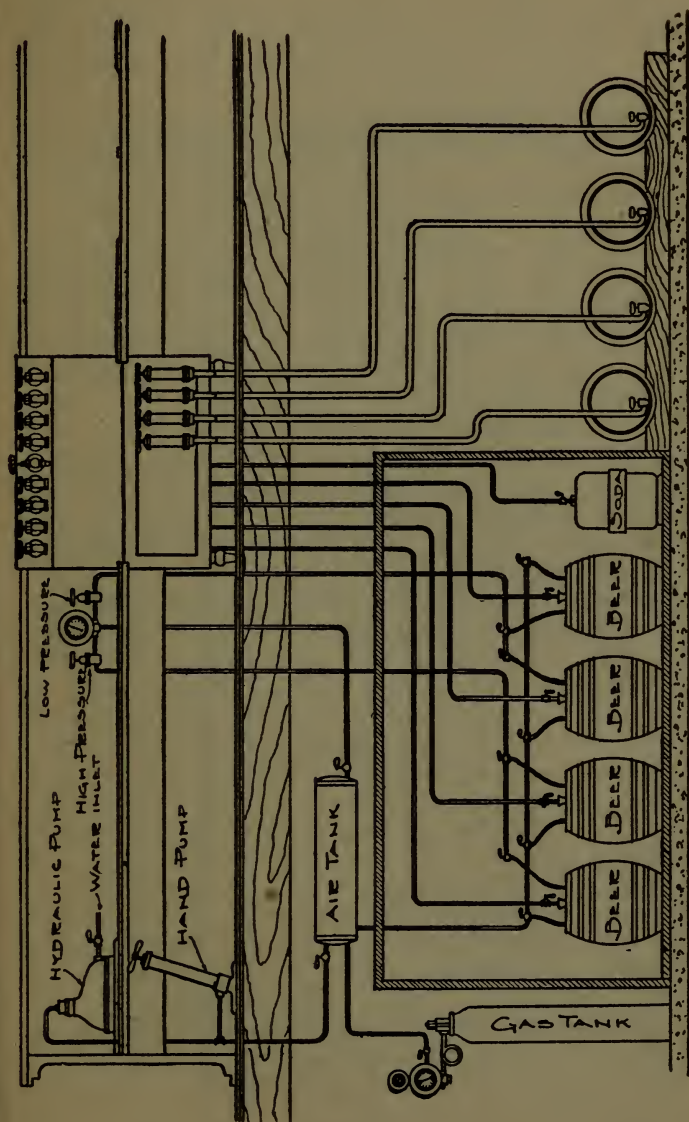 LOW PRESSURE
HIGH PRESSURE
WATER INLET
HYDRAULIC PUMP
HAND PUMP
AIR TANK
SODA
BEER
BEER
BEER
BEER
GAS TANK